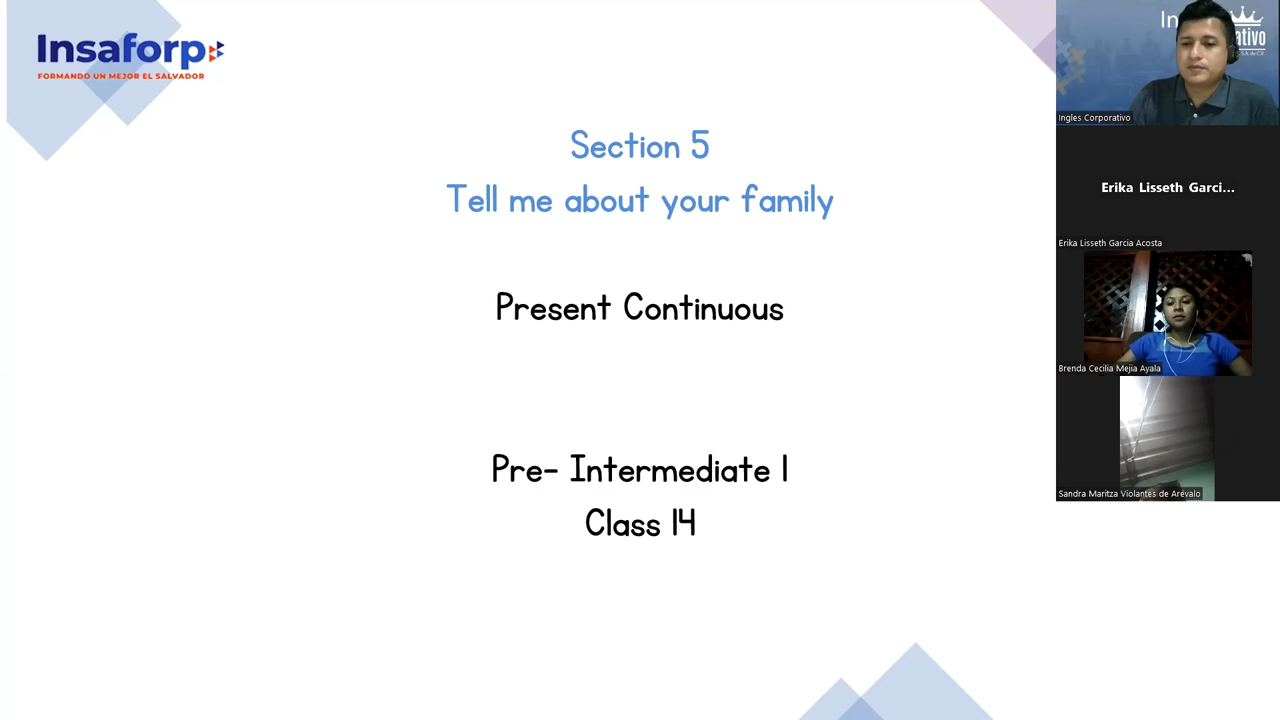 Insaforp
FORMANDO UN MEJOR EL SALVADOR
Section 5
Tell me about your family
Present Continuous
Pre- Intermediate 1
Class 14
In
ativo
Ingles Corporativo
Erika Lisseth Garci...
Erika Lisseth Garcia Acosta
Brenda Cecilia Mejia Ayala
Sandra Maritza Violantes de Arévalo